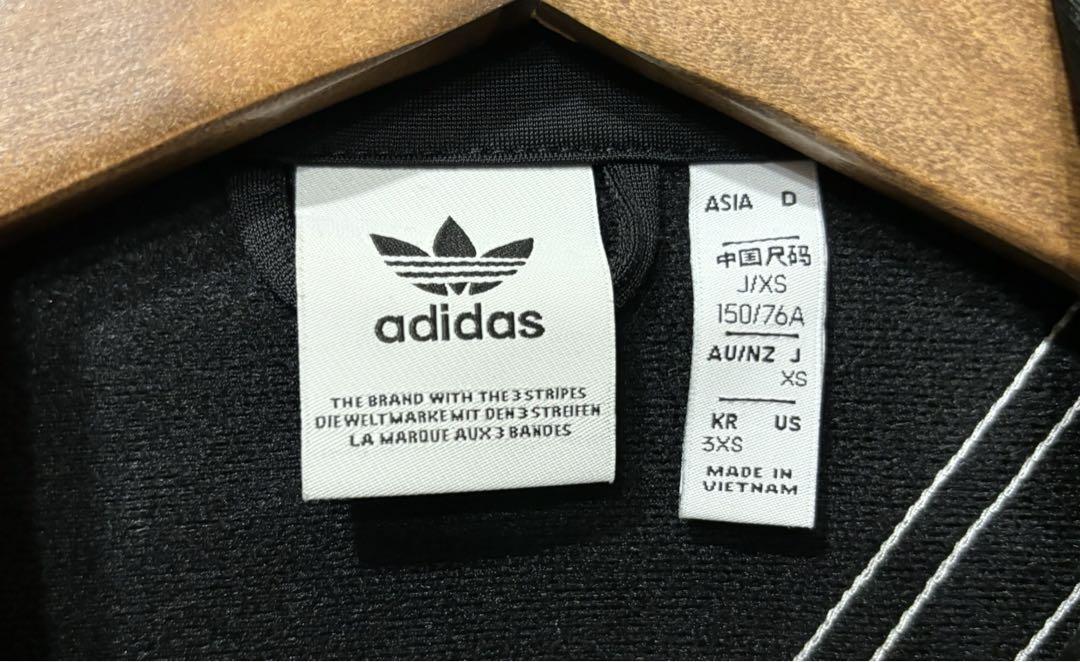 adidas
THE BRAND WITH THE 3 STRIPES
DIE WELTMARKE MIT DEN 3 STREIFEN
LA MARQUE AUX 3 BANDES
ASIA D
中国尺码
J/XS
150/76A
AU/NZ J
XS
KR US
3XS
MADE IN
VIETNAM